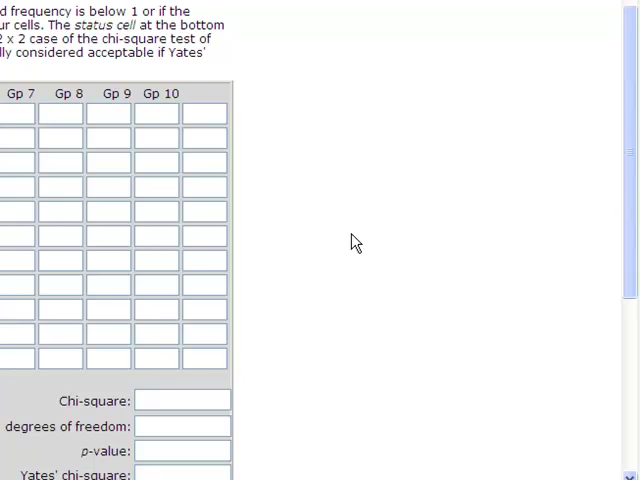 d frequency is below 1 or if the
ur cells. The status cell at the bottom
2 x 2 case of the chi-square test of
lly considered acceptable if Yates'
Gp 7 Gp 8 Gp 9 Gp 10
Chi-square:
degrees of freedom:
p-value:
Yates' chi-square: